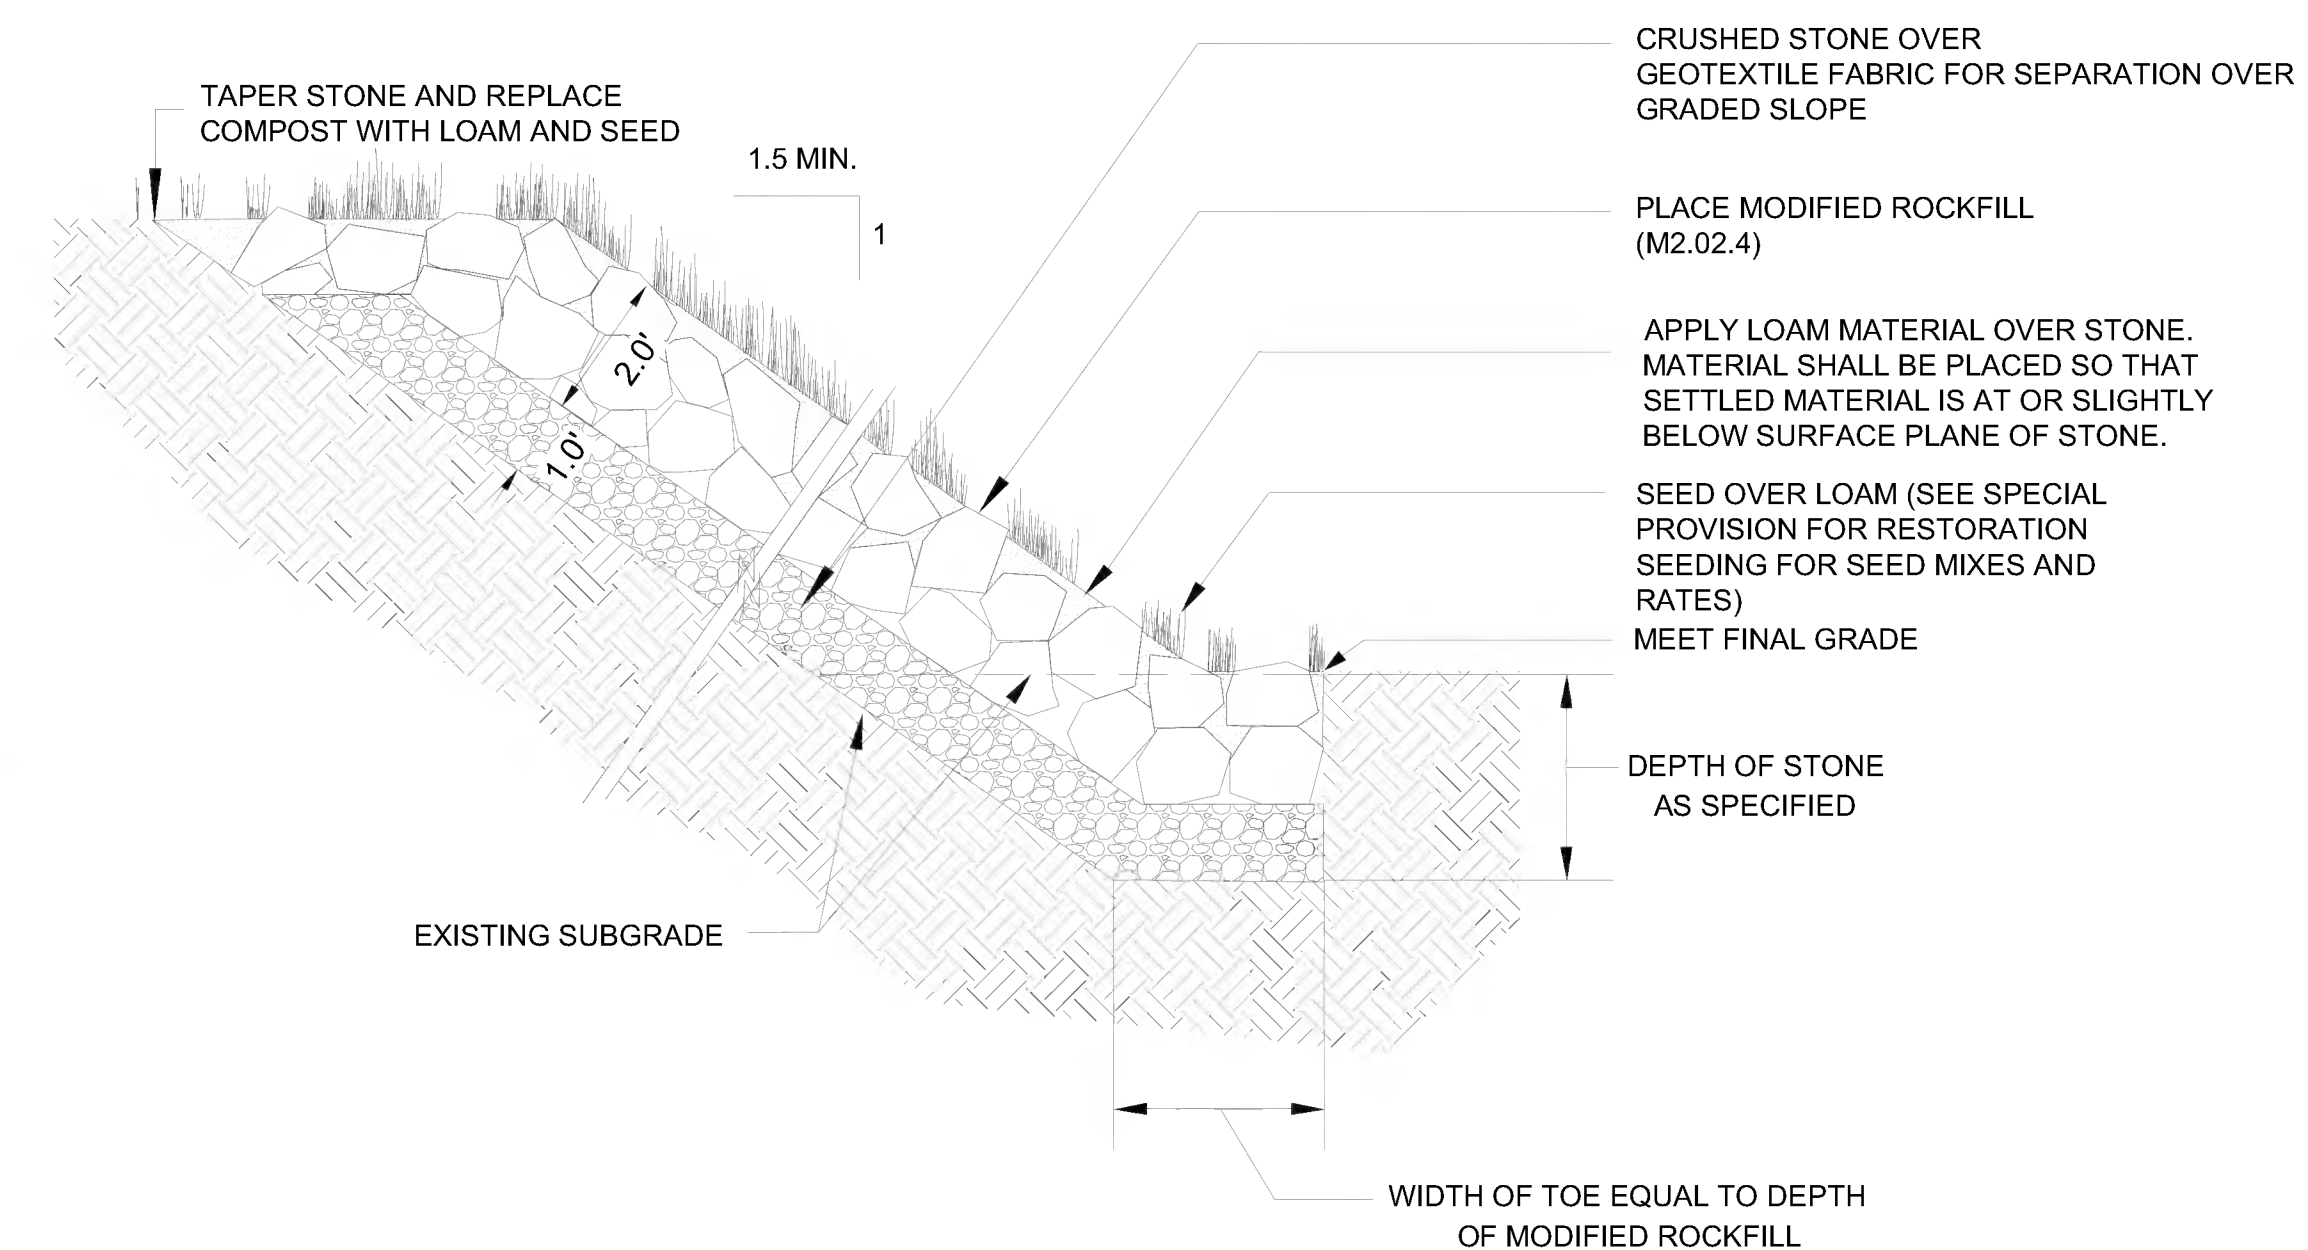 TAPER STONE AND REPLACE
COMPOST WITH LOAM AND SEED
1.5 MIN.
1
CRUSHED STONE OVER
GEOTEXTILE FABRIC FOR SEPARATION OVER
GRADED SLOPE
PLACE MODIFIED ROCKFILL
(M2.02.4)
APPLY LOAM MATERIAL OVER STONE.
MATERIAL SHALL BE PLACED SO THAT
SETTLED MATERIAL IS AT OR SLIGHTLY
BELOW SURFACE PLANE OF STONE.
SEED OVER LOAM (SEE SPECIAL
PROVISION FOR RESTORATION
SEEDING FOR SEED MIXES AND
RATES)
MEET FINAL GRADE
2.0'
1.0'
DEPTH OF STONE
AS SPECIFIED
EXISTING SUBGRADE
WIDTH OF TOE EQUAL TO DEPTH
OF MODIFIED ROCKFILL